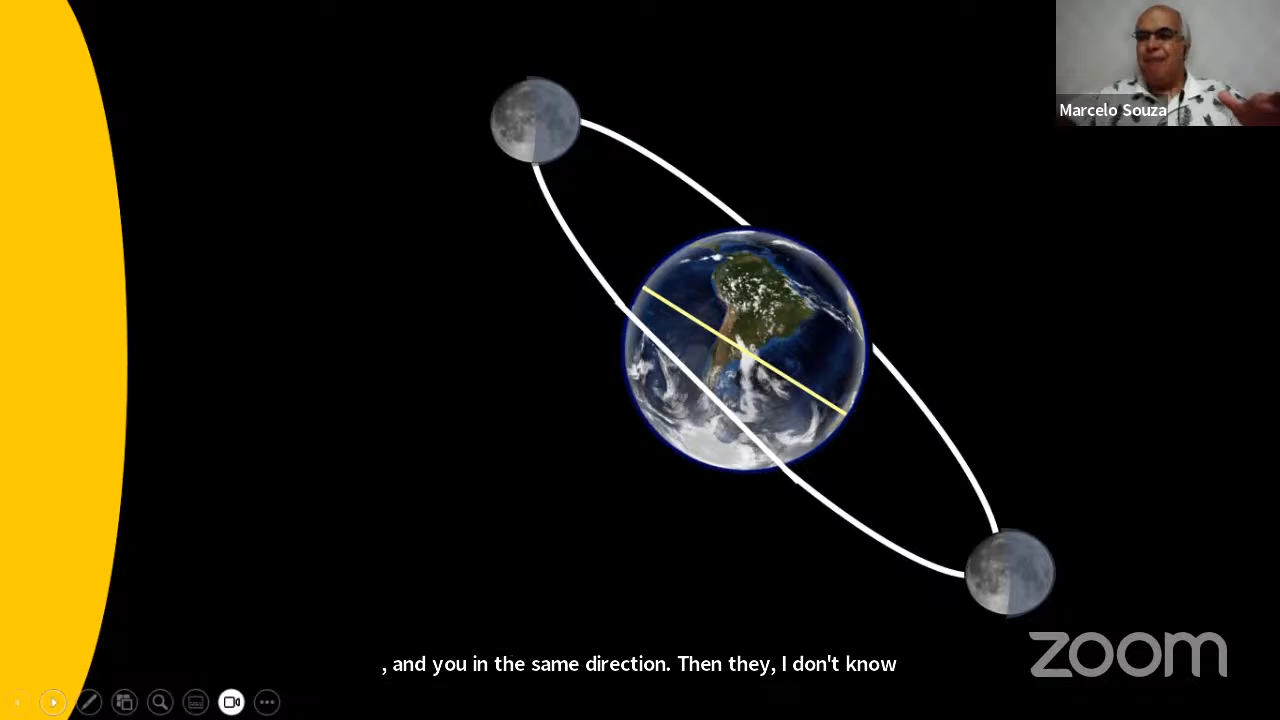 Marcelo Souza
, and you in the same direction. Then they, I don't know
zoom